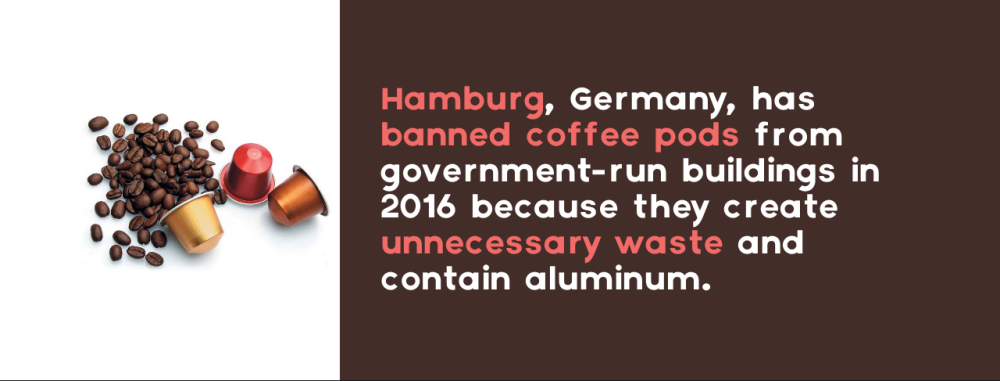 Hamburg, Germany, has
banned coffee pods from
government-run buildings in
2016 because they create
unnecessary waste and
contain aluminum.